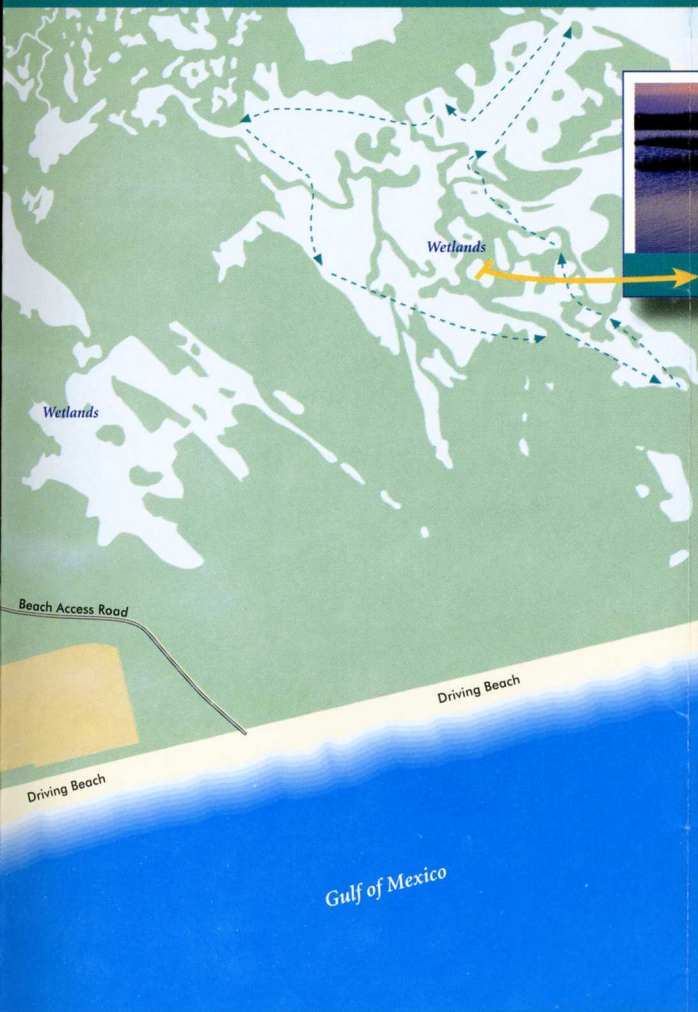 Wetlands
Wetlands
Beach Access Road
Driving Beach
Driving Beach
Gulf of Mexico